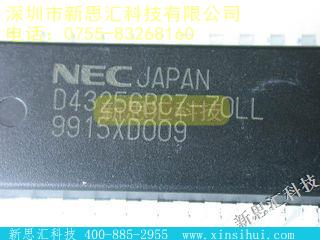 深圳市新思汇科技有限公司
电话：0755-83268160
NEC JAPAN
D43256BCZ-70LL
9915XD009
新思汇科技
新思汇科技 400-885-2955 www.xinsihui.com